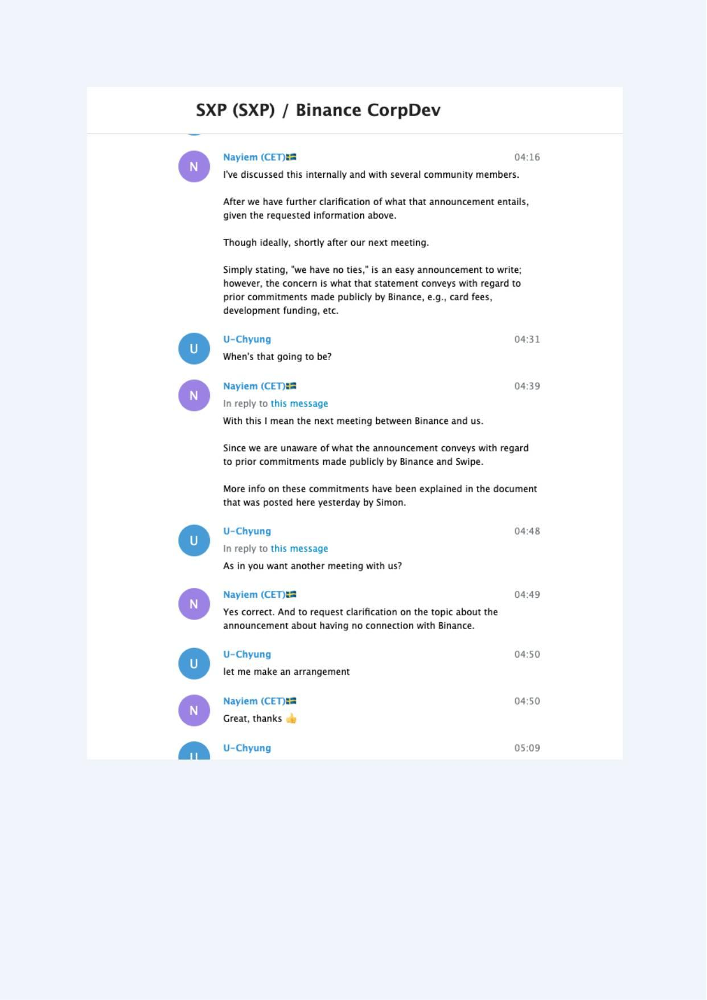 SXP (SXP) / Binance CorpDev
N
Nayiem (CET)🇸🇪 04:16
I've discussed this internally and with several community members.
After we have further clarification of what that announcement entails,
given the requested information above.
Though ideally, shortly after our next meeting.
Simply stating, "we have no ties," is an easy announcement to write;
however, the concern is what that statement conveys with regard to
prior commitments made publicly by Binance, e.g., card fees,
development funding, etc.
U
U-Chyung 04:31
When's that going to be?
N
Nayiem (CET)🇸🇪 04:39
In reply to this message
With this I mean the next meeting between Binance and us.
Since we are unaware of what the announcement conveys with regard
to prior commitments made publicly by Binance and Swipe.
More info on these commitments have been explained in the document
that was posted here yesterday by Simon.
U
U-Chyung 04:48
In reply to this message
As in you want another meeting with us?
N
Nayiem (CET)🇸🇪 04:49
Yes correct. And to request clarification on the topic about the
announcement about having no connection with Binance.
U
U-Chyung 04:50
let me make an arrangement
N
Nayiem (CET)🇸🇪 04:50
Great, thanks 👍
U
U-Chyung 05:09